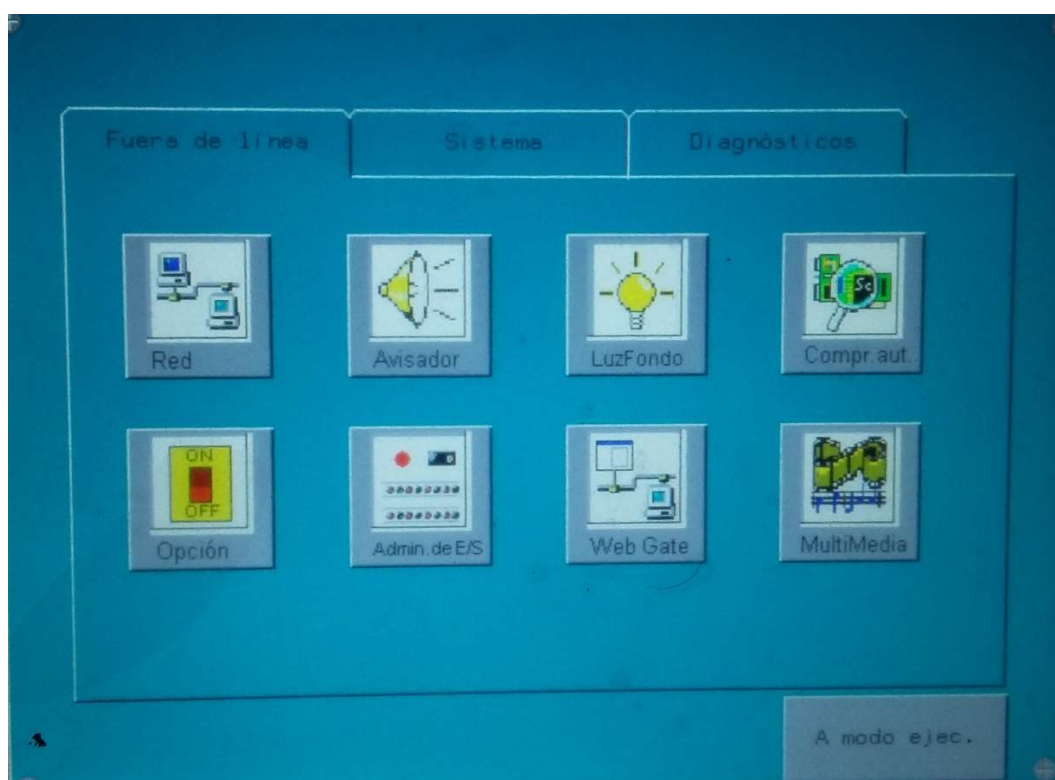 Fuera de línea
Sistema
Diagnósticos
Red
Avisador
LuzFondo
Compr.aut.
ON
OFF
Opción
Admin.de E/S
Web Gate
MultiMedia
A modo ejec.